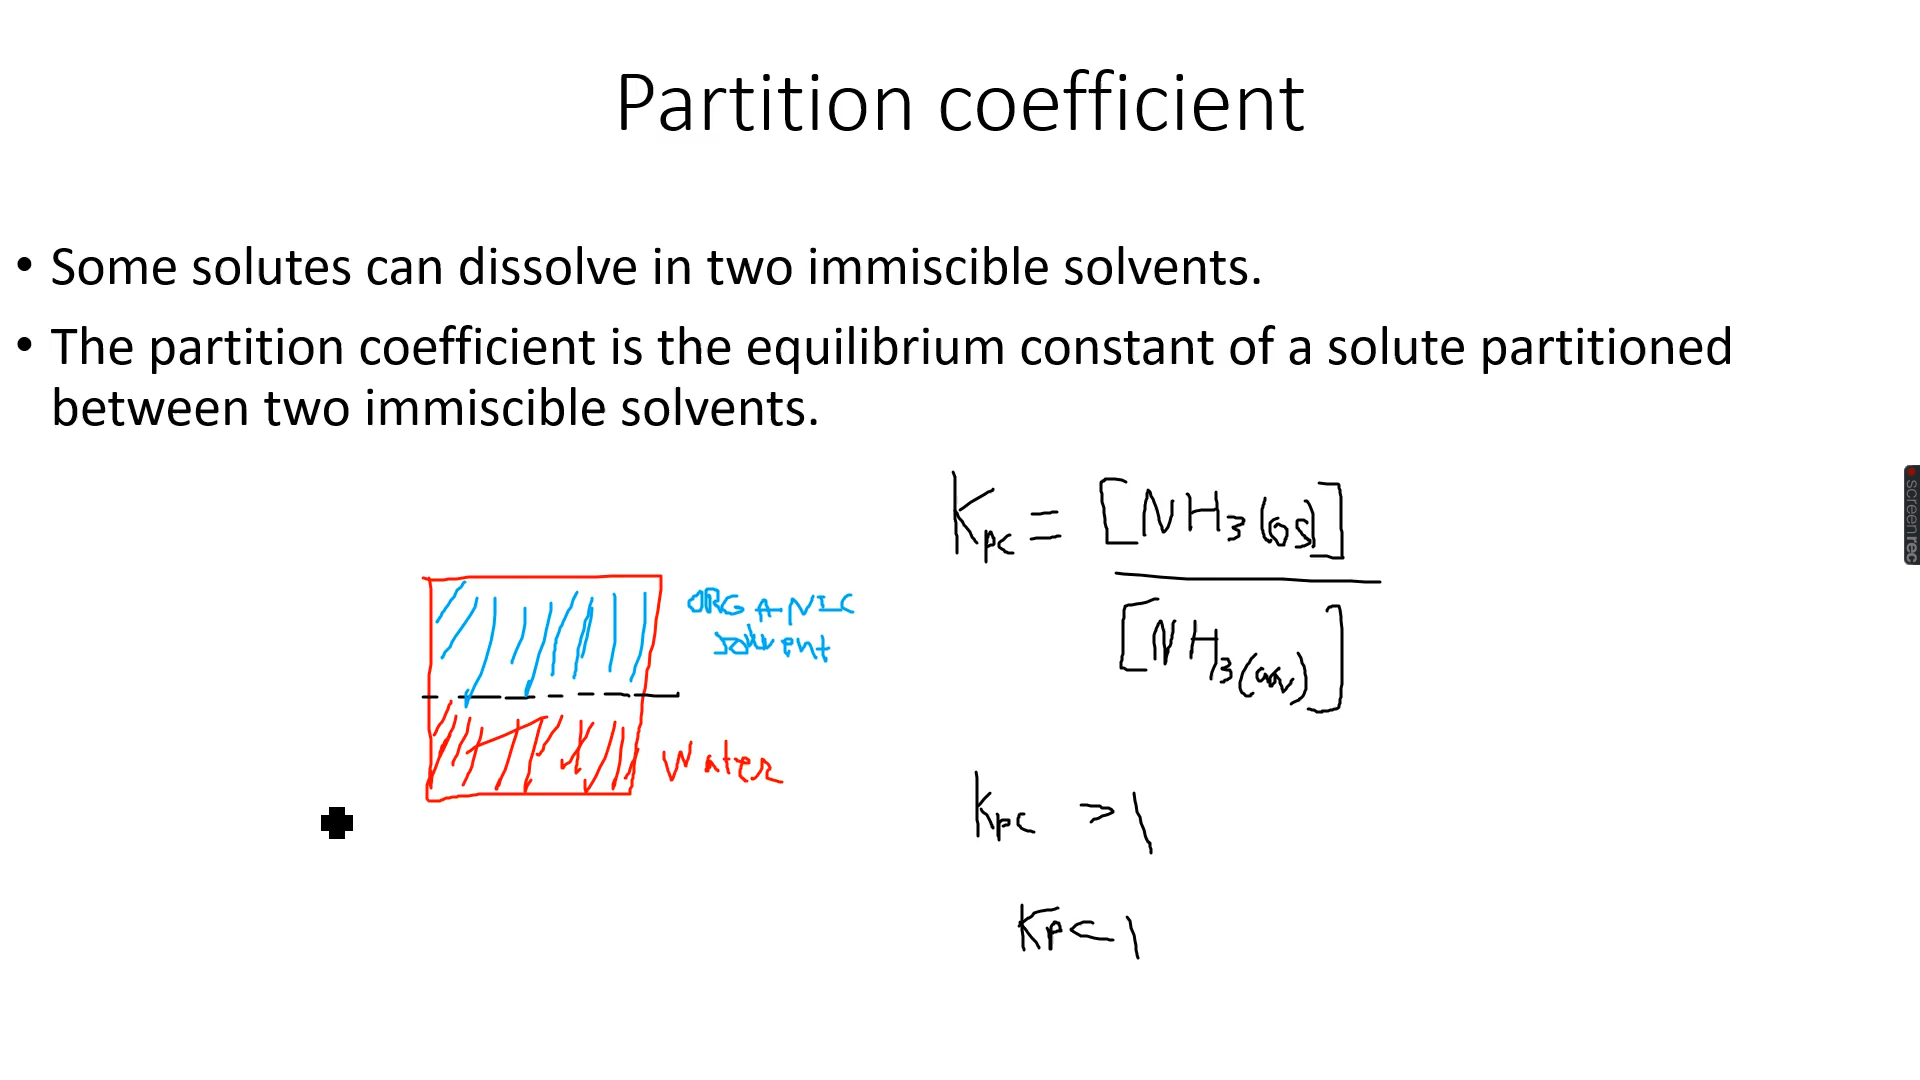 Partition coefficient
• Some solutes can dissolve in two immiscible solvents.
• The partition coefficient is the equilibrium constant of a solute partitioned
between two immiscible solvents.
Kpc = [NH3(os)]
[NH3(aq)]
ORGANIC
solvent
Water
Kpc > 1
Kp < 1
screenrec